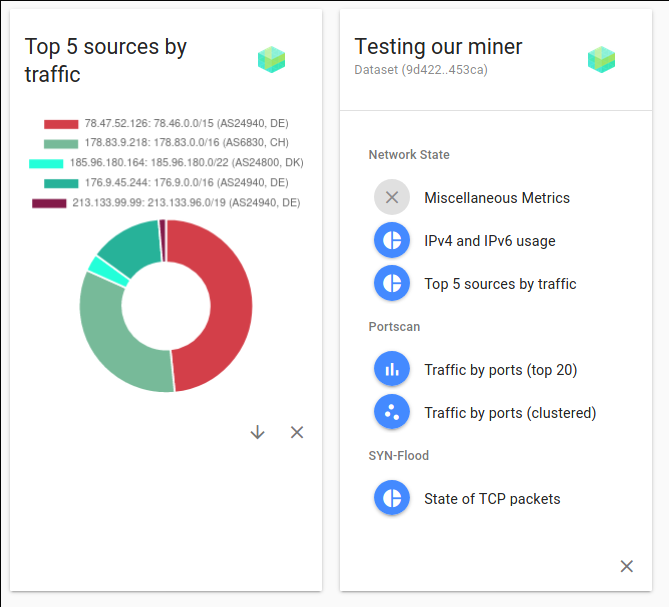 Top 5 sources by
traffic
78.47.52.126: 78.46.0.0/15 (AS24940, DE)
178.83.9.218: 178.83.0.0/16 (AS6830, CH)
185.96.180.164: 185.96.180.0/22 (AS24800, DK)
176.9.45.244: 176.9.0.0/16 (AS24940, DE)
213.133.99.99: 213.133.96.0/19 (AS24940, DE)
Testing our miner
Dataset (9d422..453ca)
Network State
Miscellaneous Metrics
IPv4 and IPv6 usage
Top 5 sources by traffic
Portscan
Traffic by ports (top 20)
Traffic by ports (clustered)
SYN-Flood
State of TCP packets